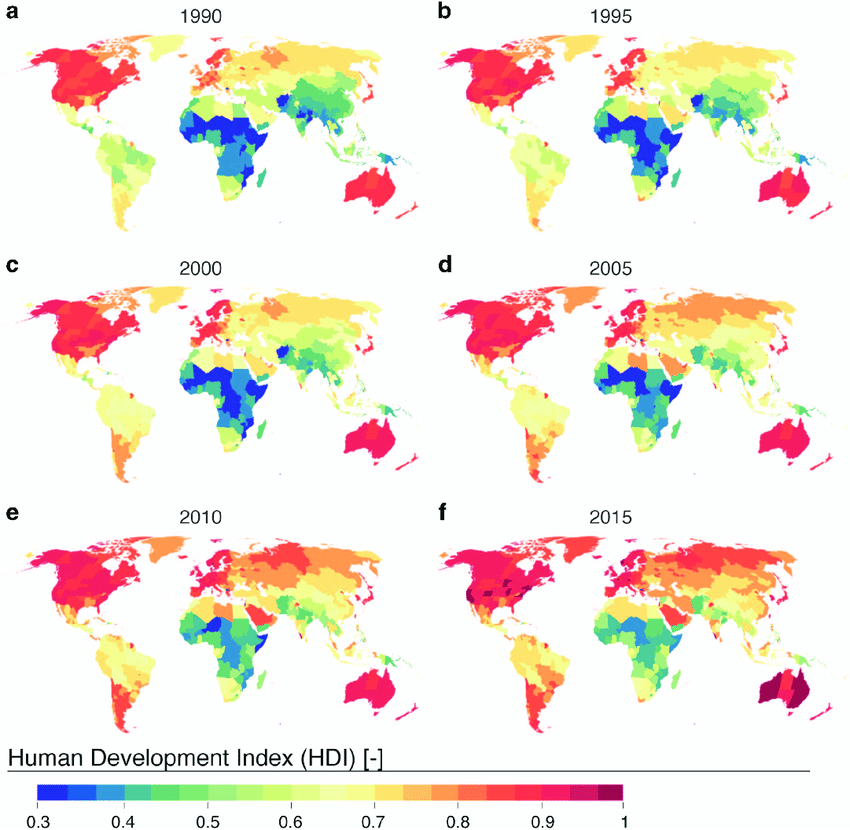 a 1990
b 1995
c 2000
d 2005
e 2010
f 2015
Human Development Index (HDI) [-]
0.3 0.4 0.5 0.6 0.7 0.8 0.9 1